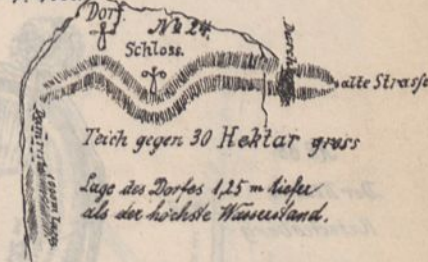 Dorf.
No 24.
Schloss.
alte Strasse
Teich gegen 30 Hektar gross
Lage des Dorfes 1,25 m tiefer
als der höchste Wasserstand.